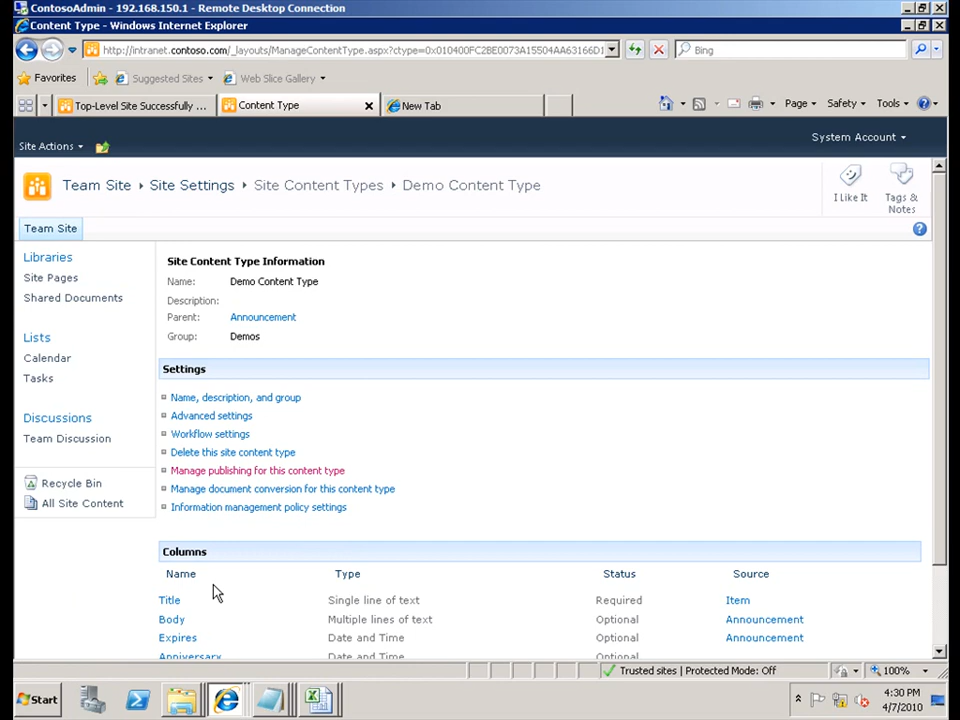 ContosoAdmin - 192.168.150.1 - Remote Desktop Connection
Content Type - Windows Internet Explorer
http://intranet.contoso.com/_layouts/ManageContentType.aspx?ctype=0x010400FC2BE0073A15504AA63166D1
Bing
Favorites
Suggested Sites
Web Slice Gallery
Top-Level Site Successfully ...
Content Type
New Tab
Page
Safety
Tools
Site Actions
System Account
Team Site Site Settings Site Content Types Demo Content Type
I Like It
Tags &
Notes
Team Site
Libraries
Site Pages
Shared Documents
Lists
Calendar
Tasks
Discussions
Team Discussion
Recycle Bin
All Site Content
Site Content Type Information
Name: Demo Content Type
Description:
Parent: Announcement
Group: Demos
Settings
Name, description, and group
Advanced settings
Workflow settings
Delete this site content type
Manage publishing for this content type
Manage document conversion for this content type
Information management policy settings
Columns
Name Type Status Source
Title Single line of text Required Item
Body Multiple lines of text Optional Announcement
Expires Date and Time Optional Announcement
Anniversary Date and Time Optional
Trusted sites | Protected Mode: Off
100%
Start
4:30 PM
4/7/2010